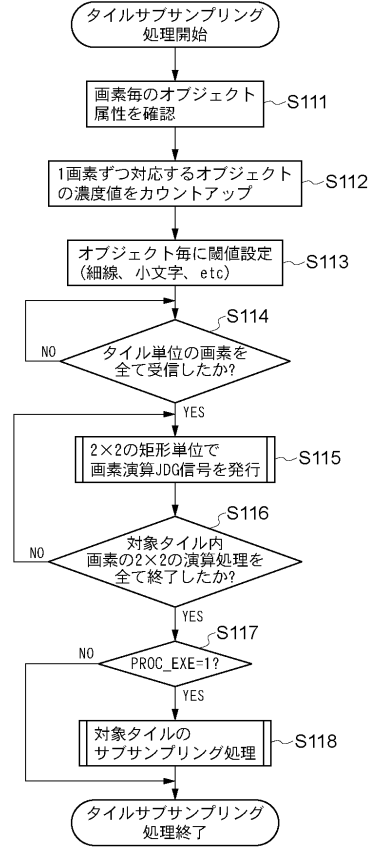 タイルサブサンプリング
処理開始
画素毎のオブジェクト
属性を確認
S111
1画素ずつ対応するオブジェクト
の濃度値をカウントアップ
S112
オブジェクト毎に閾値設定
(細線、小文字、etc)
S113
S114
タイル単位の画素を
全て受信したか?
NO
YES
2×2の矩形単位で
画素演算JDG信号を発行
S115
S116
対象タイル内
画素の2×2の演算処理を
全て終了したか?
NO
YES
S117
PROC_EXE=1?
NO
YES
対象タイルの
サブサンプリング処理
S118
タイルサブサンプリング
処理終了